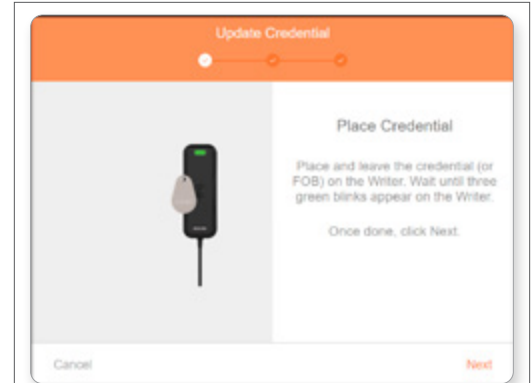 Update Credential
Place Credential
Place and leave the credential (or
FOB) on the Writer. Wait until three
green blinks appear on the Writer.
Once done, click Next.
Cancel
Next